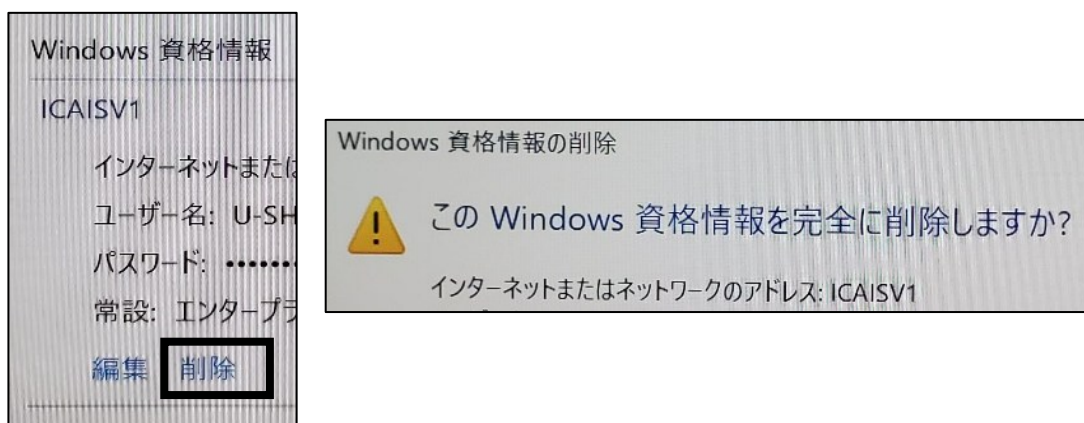 Windows 資格情報
ICAISV1
インターネットまたは
ユーザー名: U-SH
パスワード: •••••••
常設: エンタープラ
編集 削除
Windows 資格情報の削除
この Windows 資格情報を完全に削除しますか?
インターネットまたはネットワークのアドレス: ICAISV1